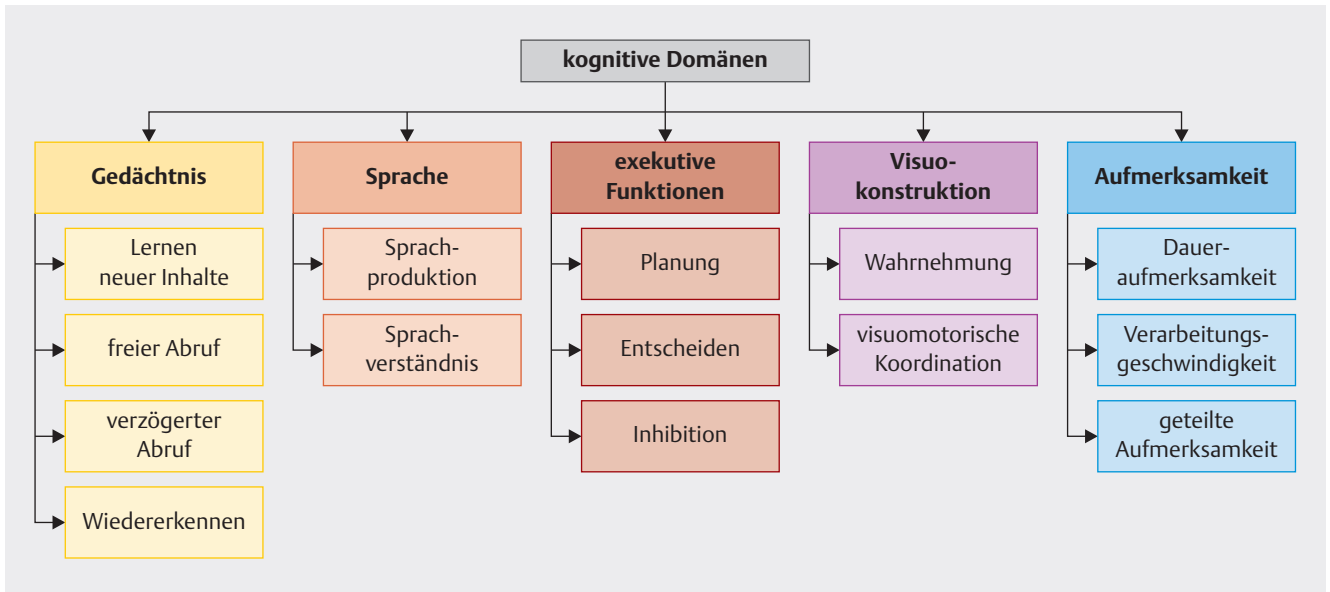 kognitive Domänen
Gedächtnis
Lernen
neuer Inhalte
freier Abruf
verzögerter
Abruf
Wiedererkennen
Sprache
Sprach-
produktion
Sprach-
verständnis
exekutive
Funktionen
Planung
Entscheiden
Inhibition
Visuo-
konstruktion
Wahrnehmung
visuomotorische
Koordination
Aufmerksamkeit
Dauer-
aufmerksamkeit
Verarbeitungs-
geschwindigkeit
geteilte
Aufmerksamkeit